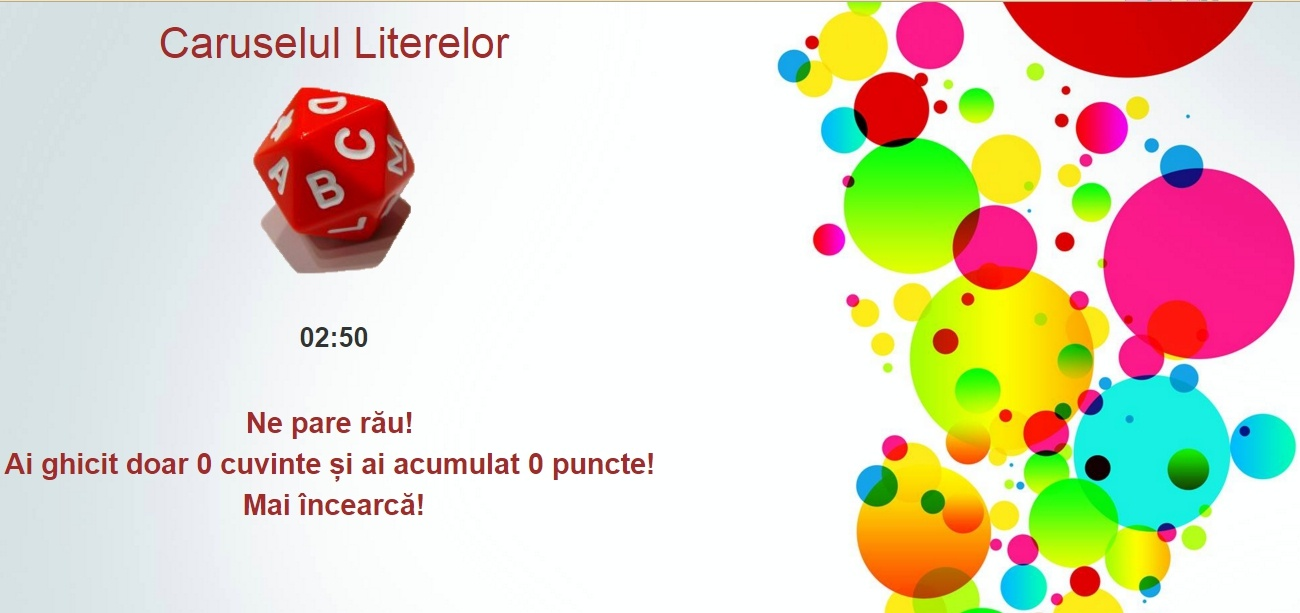 Caruselul Literelor
D
C
M
A
B
L
02:50
Ne pare rău!
Ai ghicit doar 0 cuvinte și ai acumulat 0 puncte!
Mai încearcă!